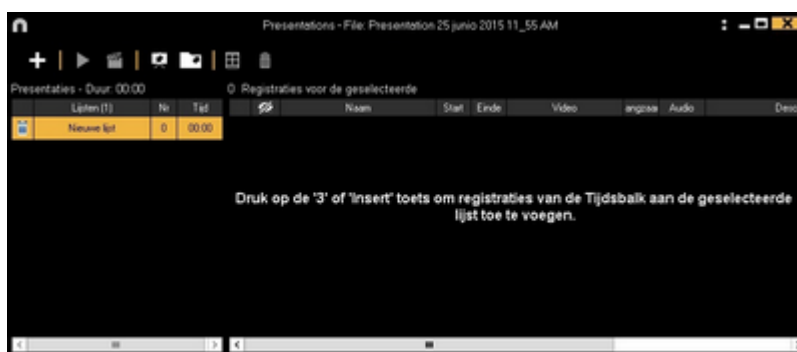 Presentations - File: Presentation 25 junio 2015 11_55 AM
Presentaties - Duur: 00:00
0 Registraties voor de geselecteerde
Lijsten (1) Nr Tijd
Naam Start Einde Video angzaa Audio Desc
Nieuwe lijst 0 00:00
Druk op de '3' of 'Insert' toets om registraties van de Tijdsbalk aan de geselecteerde
lijst toe te voegen.